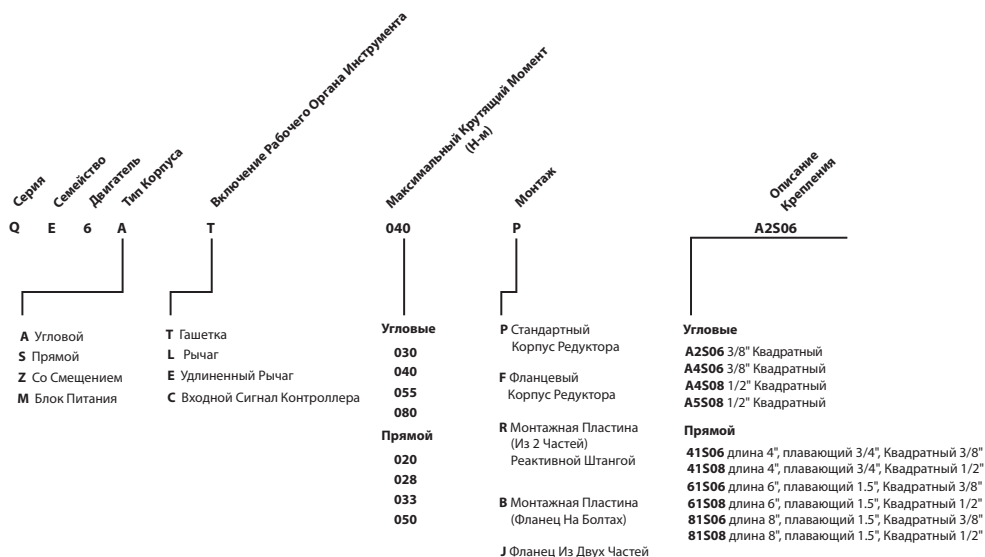 Серия
Семейство
Двигатель
Тип Корпуса
Включение Рабочего Органа Инструмента
Максимальный Крутящий Момент
(Н-м)
Монтаж
Описание
Крепления
Q E 6 A T 040 P A2S06
A Угловой
S Прямой
Z Со Смещением
M Блок Питания
T Гашетка
L Рычаг
E Удлиненный Рычаг
C Входной Сигнал Контроллера
Угловые
030
040
055
080
Прямой
020
028
033
050
P Стандартный
Корпус Редуктора
F Фланцевый
Корпус Редуктора
R Монтажная Пластина
(Из 2 Частей)
Реактивной Штангой
B Монтажная Пластина
(Фланец На Болтах)
J Фланец Из Двух Частей
Угловые
A2S06 3/8" Квадратный
A4S06 3/8" Квадратный
A4S08 1/2" Квадратный
A5S08 1/2" Квадратный
Прямой
41S06 длина 4", плавающий 3/4", Квадратный 3/8"
41S08 длина 4", плавающий 3/4", Квадратный 1/2"
61S06 длина 6", плавающий 1.5", Квадратный 3/8"
61S08 длина 6", плавающий 1.5", Квадратный 1/2"
81S06 длина 8", плавающий 1.5", Квадратный 3/8"
81S08 длина 8", плавающий 1.5", Квадратный 1/2"